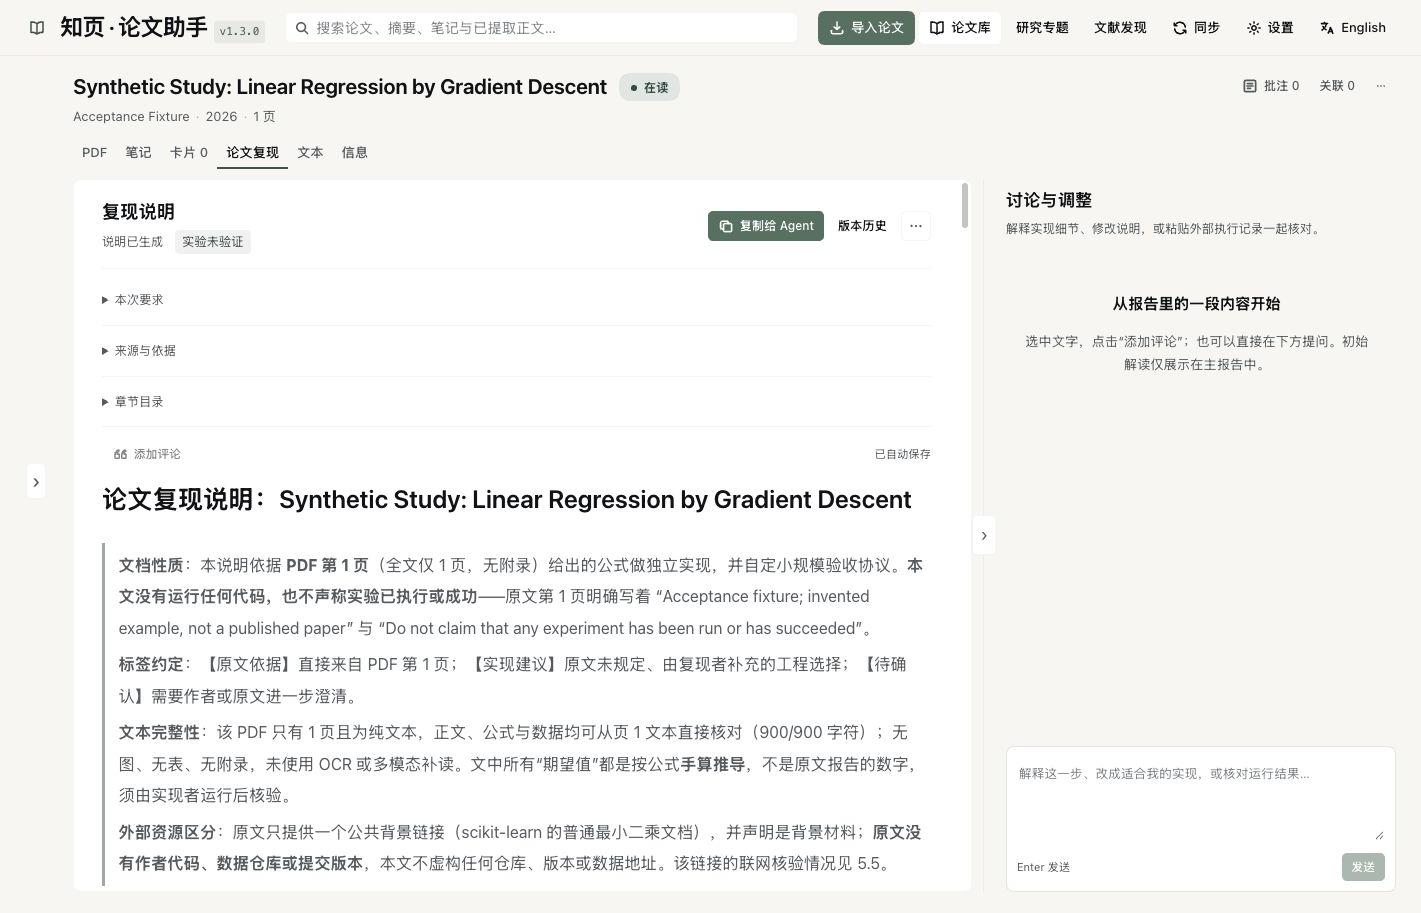 知页·论文助手 v1.3.0
搜索论文、摘要、笔记与已提取正文...
导入论文
论文库
研究专题
文献发现
同步
设置
English
Synthetic Study: Linear Regression by Gradient Descent
在读
批注 0
关联 0
Acceptance Fixture · 2026 · 1 页
PDF
笔记
卡片 0
论文复现
文本
信息
复现说明
说明已生成
实验未验证
复制给 Agent
版本历史
本次要求
来源与依据
章节目录
添加评论
已自动保存
论文复现说明：Synthetic Study: Linear Regression by Gradient Descent
文档性质：本说明依据 PDF 第 1 页（全文仅 1 页，无附录）给出的公式做独立实现，并自定小规模验收协议。本
文没有运行任何代码，也不声称实验已执行或成功——原文第 1 页明确写着 “Acceptance fixture; invented
example, not a published paper” 与 “Do not claim that any experiment has been run or has succeeded”。
标签约定：【原文依据】直接来自 PDF 第 1 页；【实现建议】原文未规定、由复现者补充的工程选择；【待确
认】需要作者或原文进一步澄清。
文本完整性：该 PDF 只有 1 页且为纯文本，正文、公式与数据均可从页 1 文本直接核对（900/900 字符）；无
图、无表、无附录，未使用 OCR 或多模态补读。文中所有“期望值”都是按公式手算推导，不是原文报告的数字，
须由实现者运行后核验。
外部资源区分：原文只提供一个公共背景链接（scikit-learn 的普通最小二乘文档），并声明是背景材料；原文没
有作者代码、数据仓库或提交版本，本文不虚构任何仓库、版本或数据地址。该链接的联网核验情况见 5.5。
讨论与调整
解释实现细节、修改说明，或粘贴外部执行记录一起核对。
从报告里的一段内容开始
选中文字，点击“添加评论”；也可以直接在下方提问。初始
解读仅展示在主报告中。
解释这一步、改成适合我的实现，或核对运行结果...
Enter 发送
发送